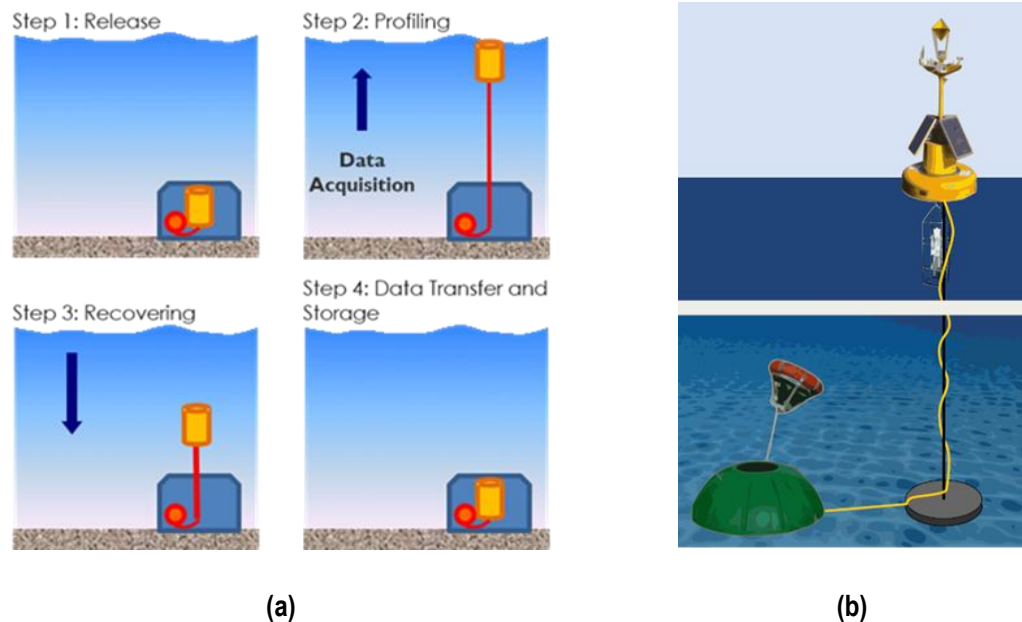 Step 1: Release
Step 2: Profiling
Data
Acquisition
Step 3: Recovering
Step 4: Data Transfer and
Storage
(a)
(b)